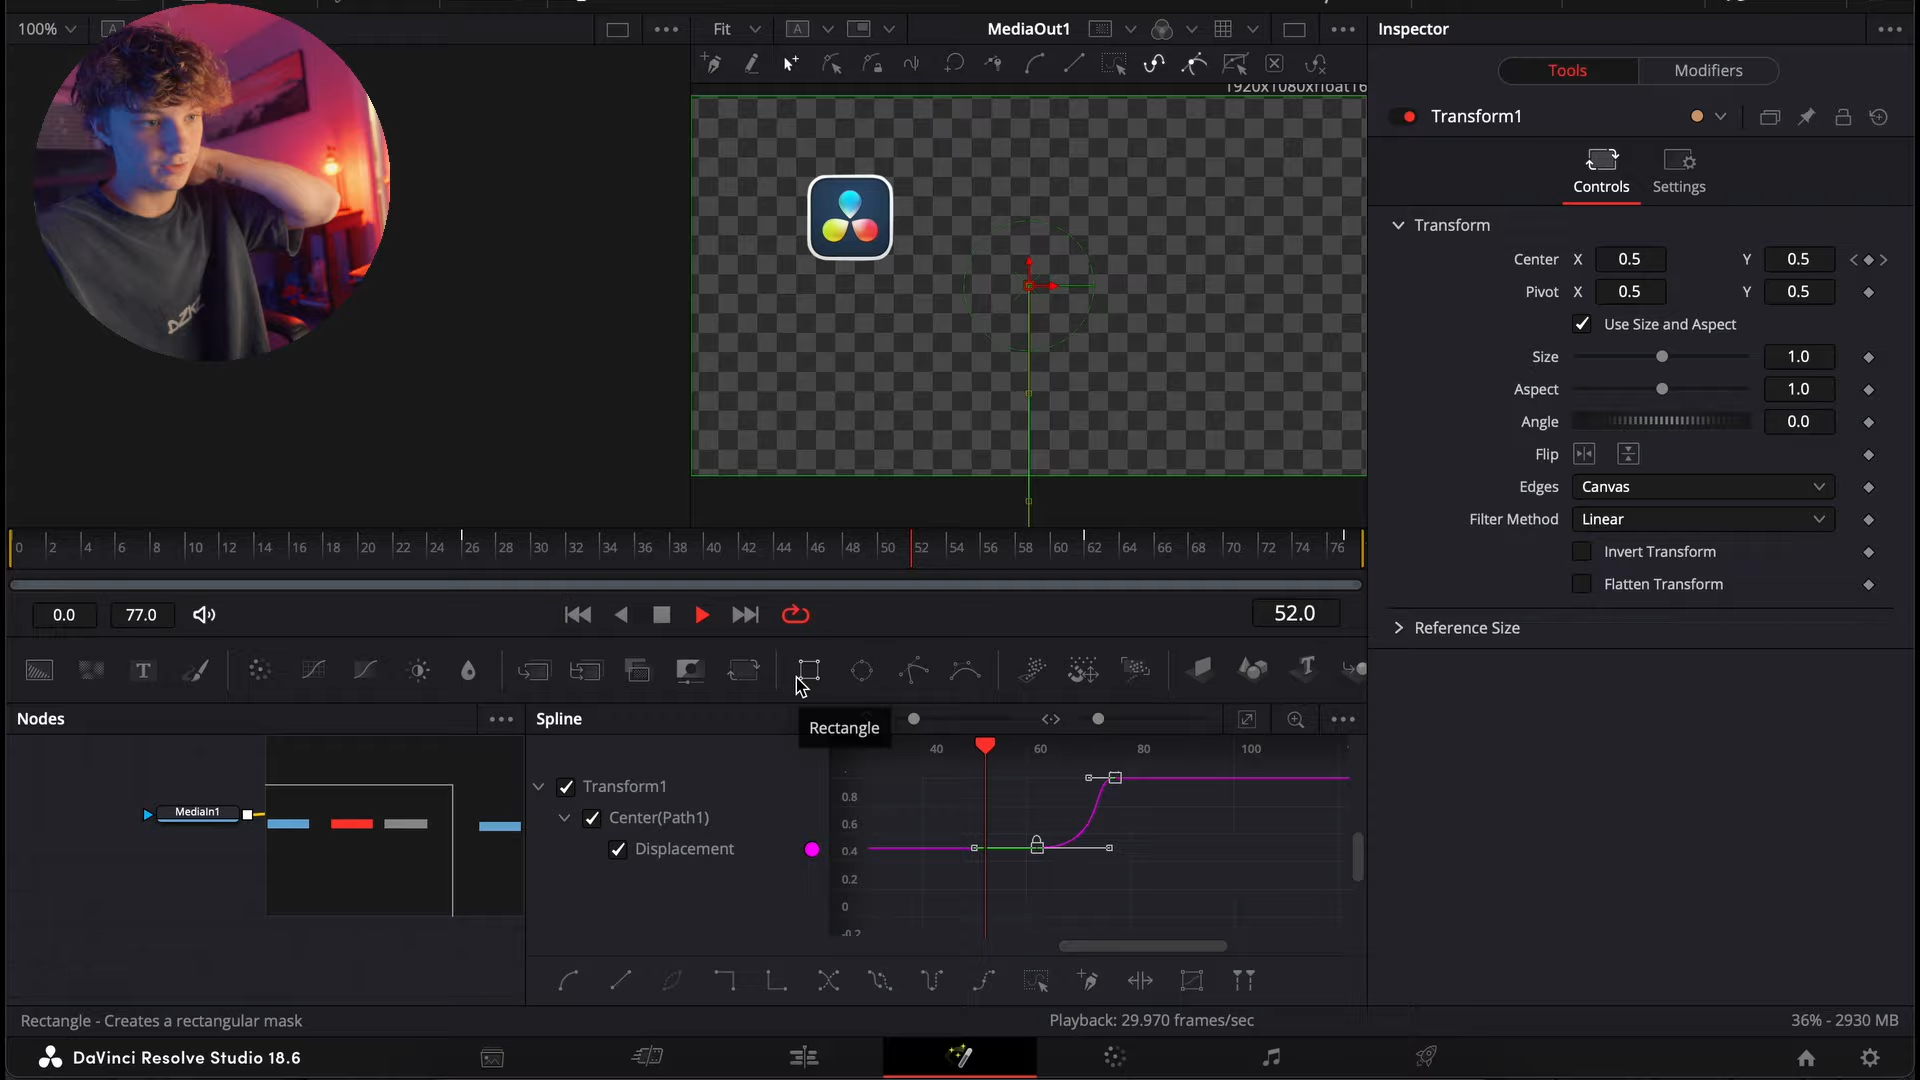 100%
A
Fit
A
MediaOut1
Inspector
Tools
Modifiers
1920x1080xfloat16
Transform1
Controls
Settings
Transform
Center X 0.5 Y 0.5
Pivot X 0.5 Y 0.5
Use Size and Aspect
Size 1.0
Aspect 1.0
Angle 0.0
Flip
Edges Canvas
Filter Method Linear
Invert Transform
Flatten Transform
Reference Size
0 2 4 6 8 10 12 14 16 18 20 22 24 26 28 30 32 34 36 38 40 42 44 46 48 50 52 54 56 58 60 62 64 66 68 70 72 74 76
0.0
77.0
52.0
T
T
Nodes
Spline
Rectangle
MediaIn1
Transform1
Center(Path1)
Displacement
40 60 80 100
0.8
0.6
0.4
0.2
0
-0.2
Rectangle - Creates a rectangular mask
Playback: 29.970 frames/sec
36% - 2930 MB
DaVinci Resolve Studio 18.6